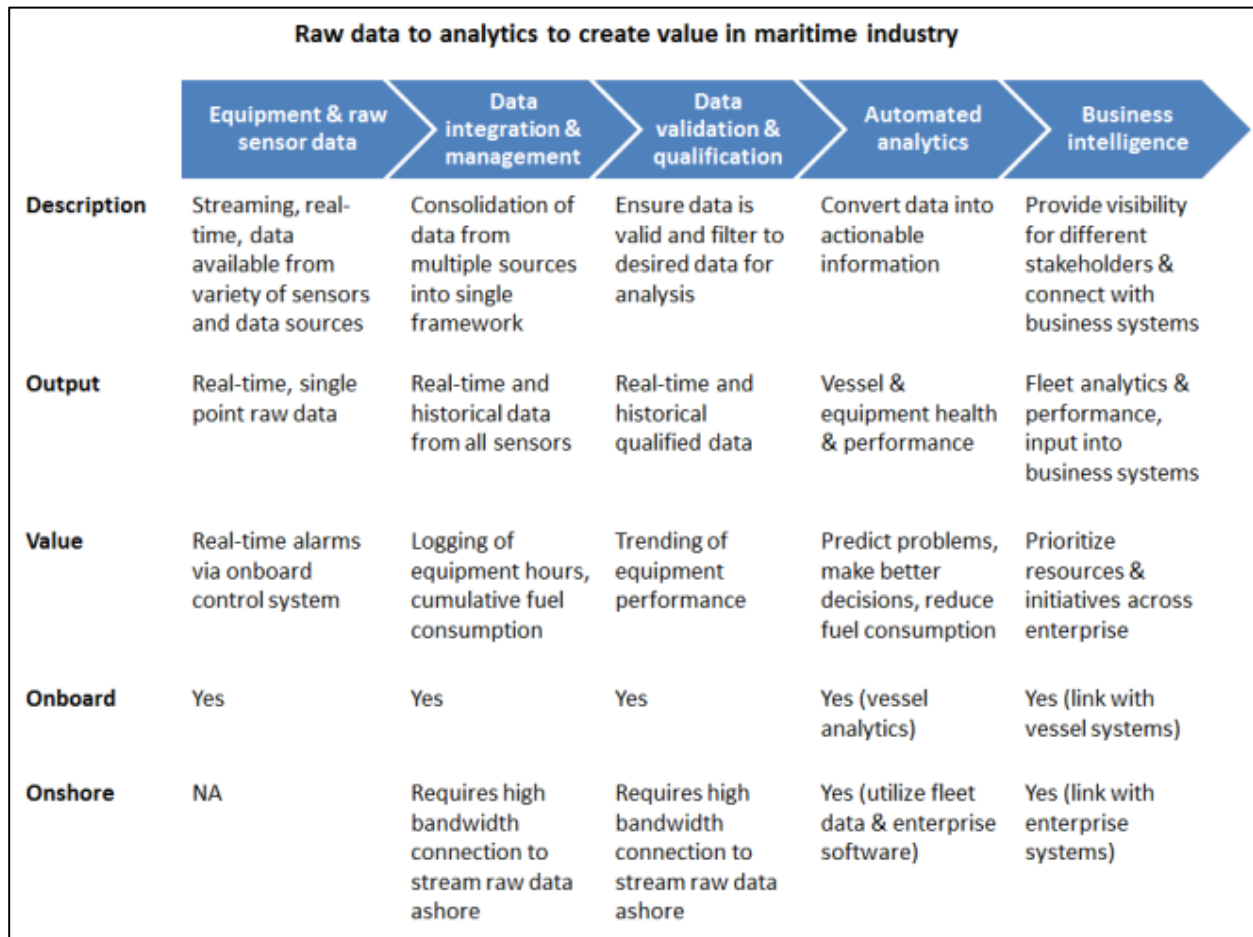 Raw data to analytics to create value in maritime industry
Equipment & raw
sensor data
Data
integration &
management
Data
validation &
qualification
Automated
analytics
Business
intelligence
Description
Streaming, real-
time, data
available from
variety of sensors
and data sources
Consolidation of
data from
multiple sources
into single
framework
Ensure data is
valid and filter to
desired data for
analysis
Convert data into
actionable
information
Provide visibility
for different
stakeholders &
connect with
business systems
Output
Real-time, single
point raw data
Real-time and
historical data
from all sensors
Real-time and
historical
qualified data
Vessel &
equipment health
& performance
Fleet analytics &
performance,
input into
business systems
Value
Real-time alarms
via onboard
control system
Logging of
equipment hours,
cumulative fuel
consumption
Trending of
equipment
performance
Predict problems,
make better
decisions, reduce
fuel consumption
Prioritize
resources &
initiatives across
enterprise
Onboard
Yes
Yes
Yes
Yes (vessel
analytics)
Yes (link with
vessel systems)
Onshore
NA
Requires high
bandwidth
connection to
stream raw data
ashore
Requires high
bandwidth
connection to
stream raw data
ashore
Yes (utilize fleet
data & enterprise
software)
Yes (link with
enterprise
systems)